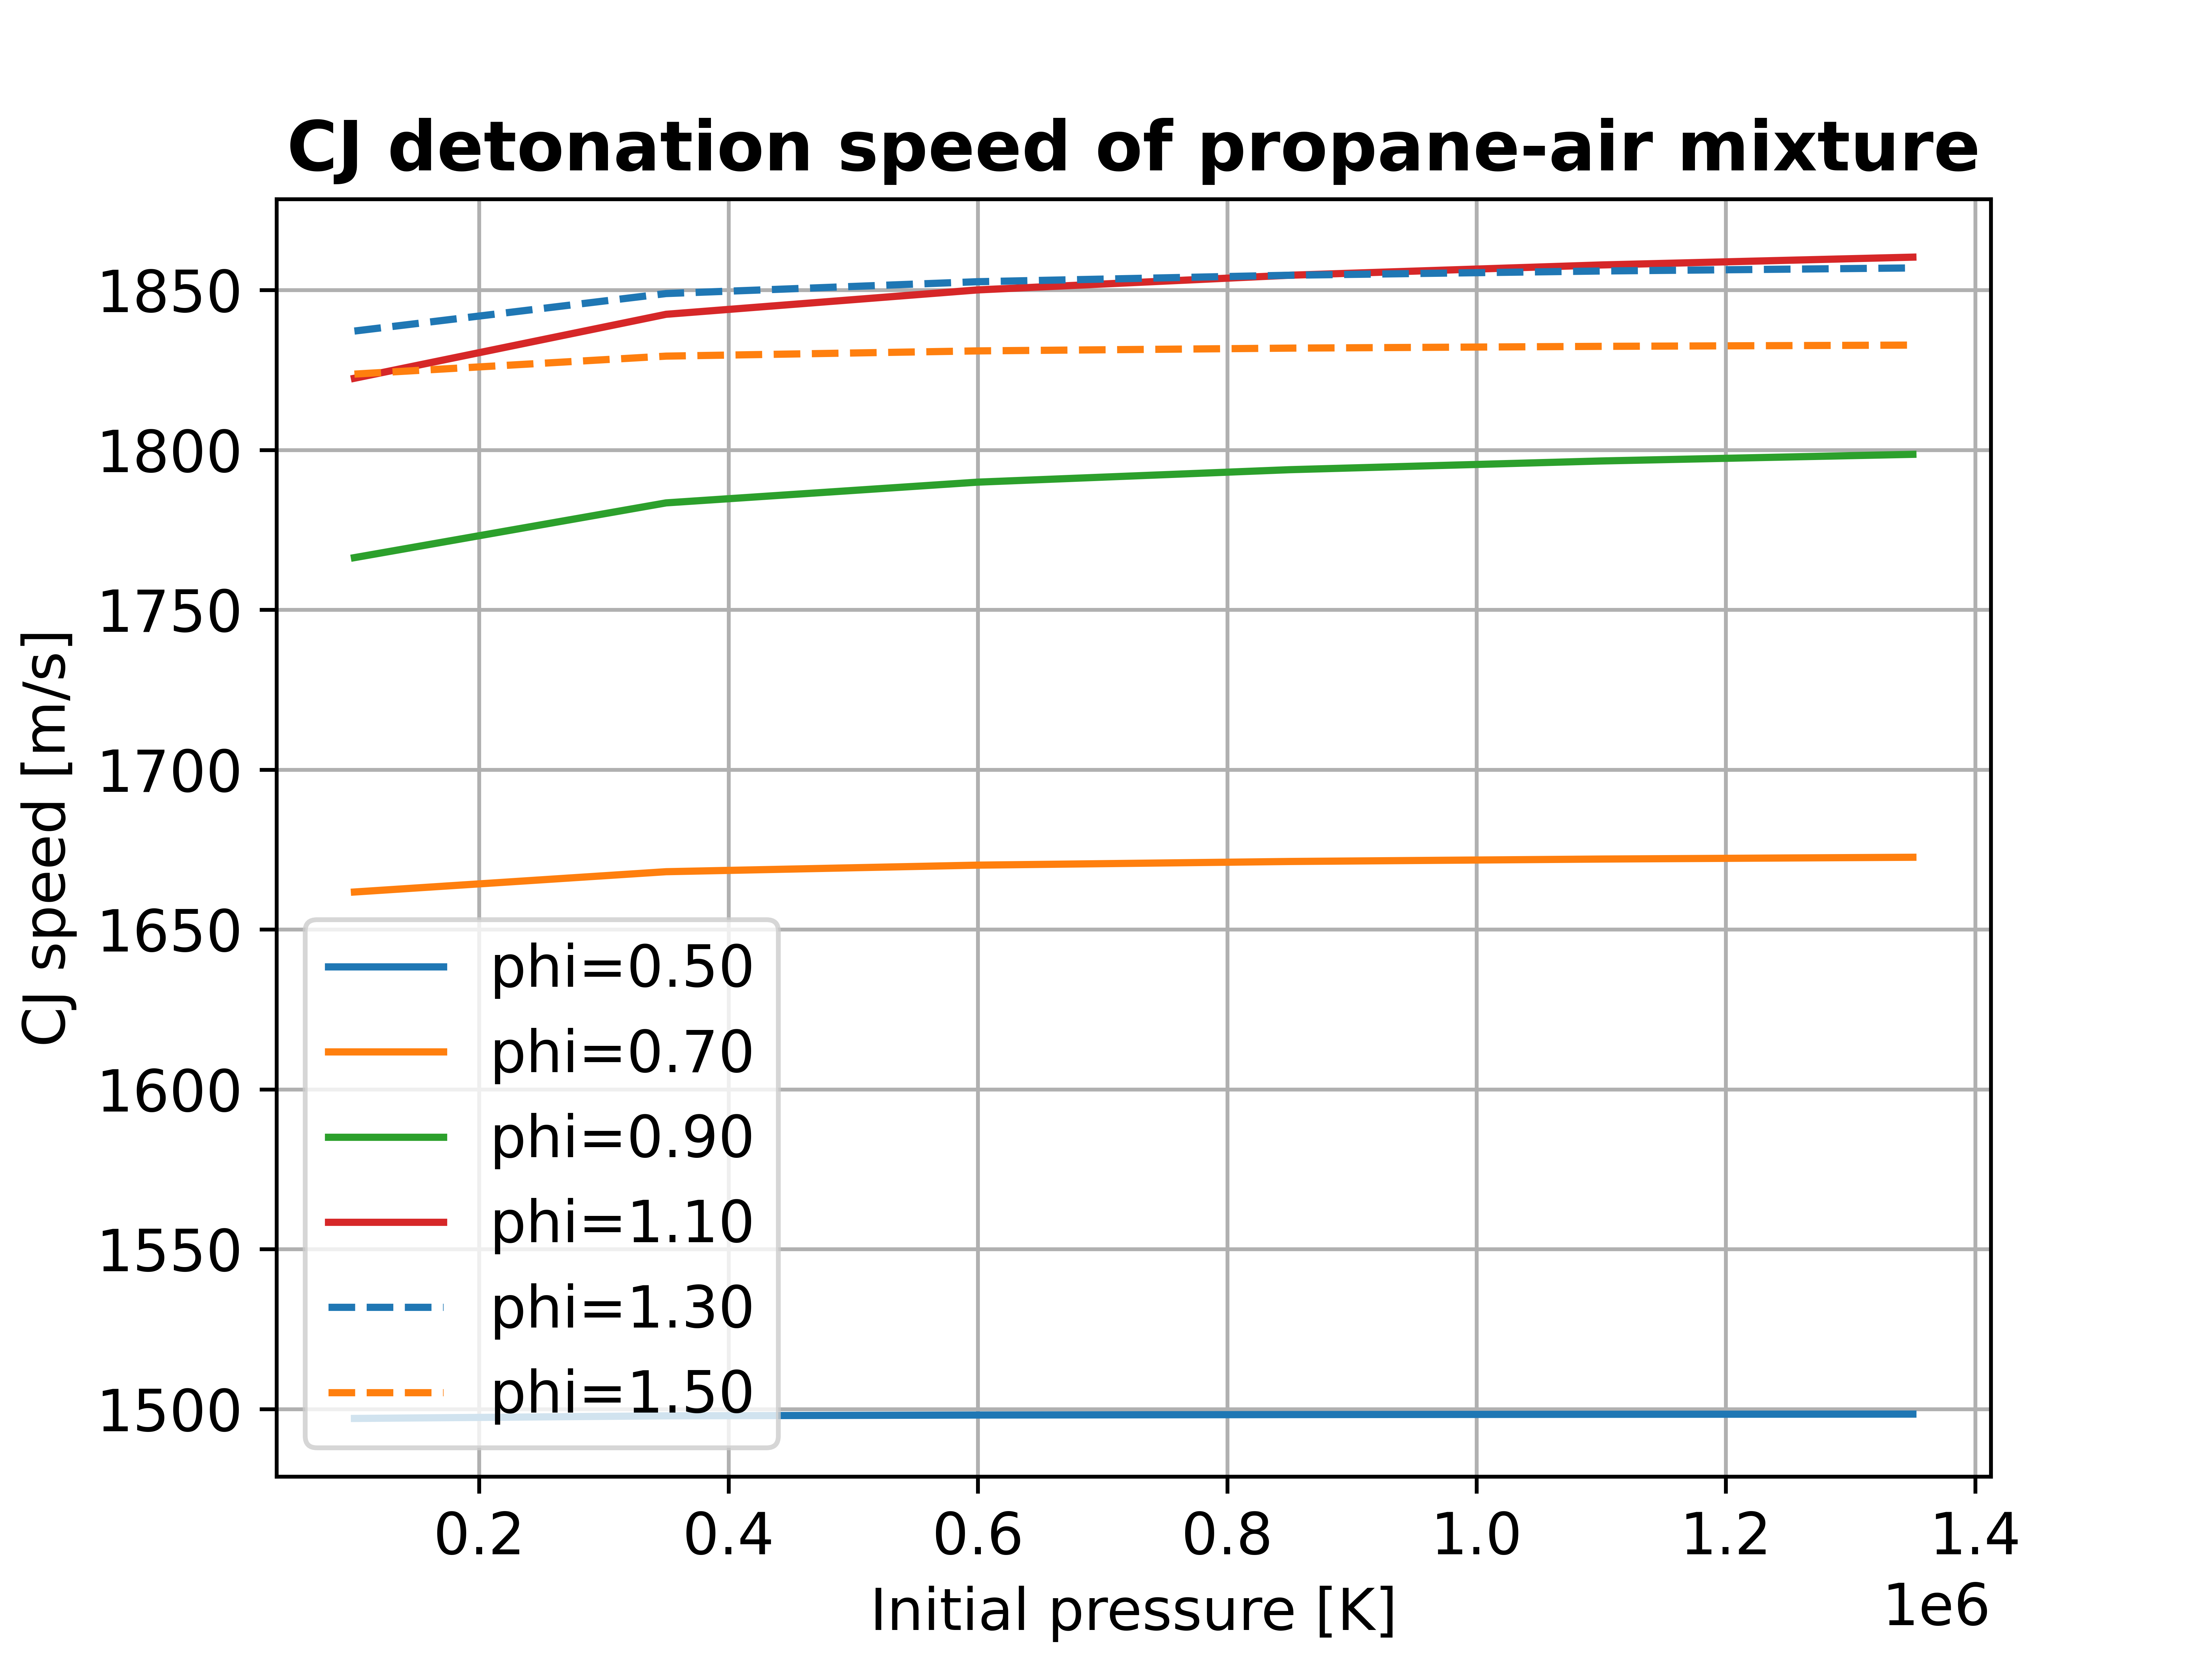 CJ detonation speed of propane-air mixture
CJ speed [m/s]
1850
1800
1750
1700
1650
1600
1550
1500
phi=0.50
phi=0.70
phi=0.90
phi=1.10
phi=1.30
phi=1.50
0.2 0.4 0.6 0.8 1.0 1.2 1.4
1e6
Initial pressure [K]